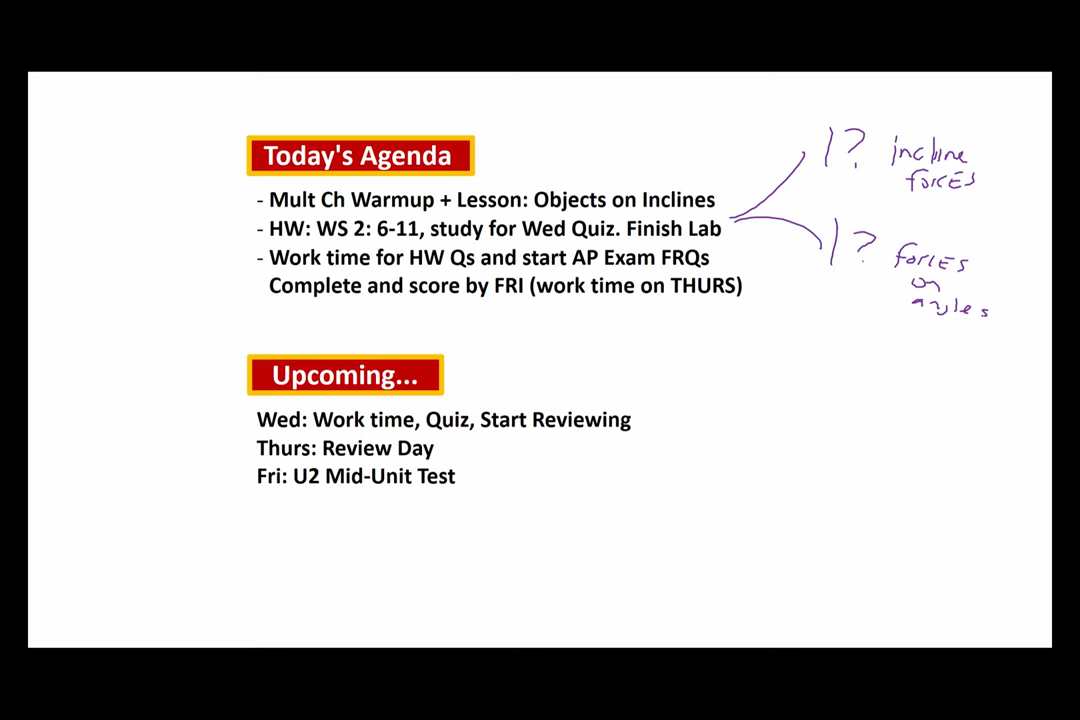 Today's Agenda
- Mult Ch Warmup + Lesson: Objects on Inclines
- HW: WS 2: 6-11, study for Wed Quiz. Finish Lab
- Work time for HW Qs and start AP Exam FRQs
Complete and score by FRI (work time on THURS)
1? incline
forces
1? forces
on
angles
Upcoming...
Wed: Work time, Quiz, Start Reviewing
Thurs: Review Day
Fri: U2 Mid-Unit Test